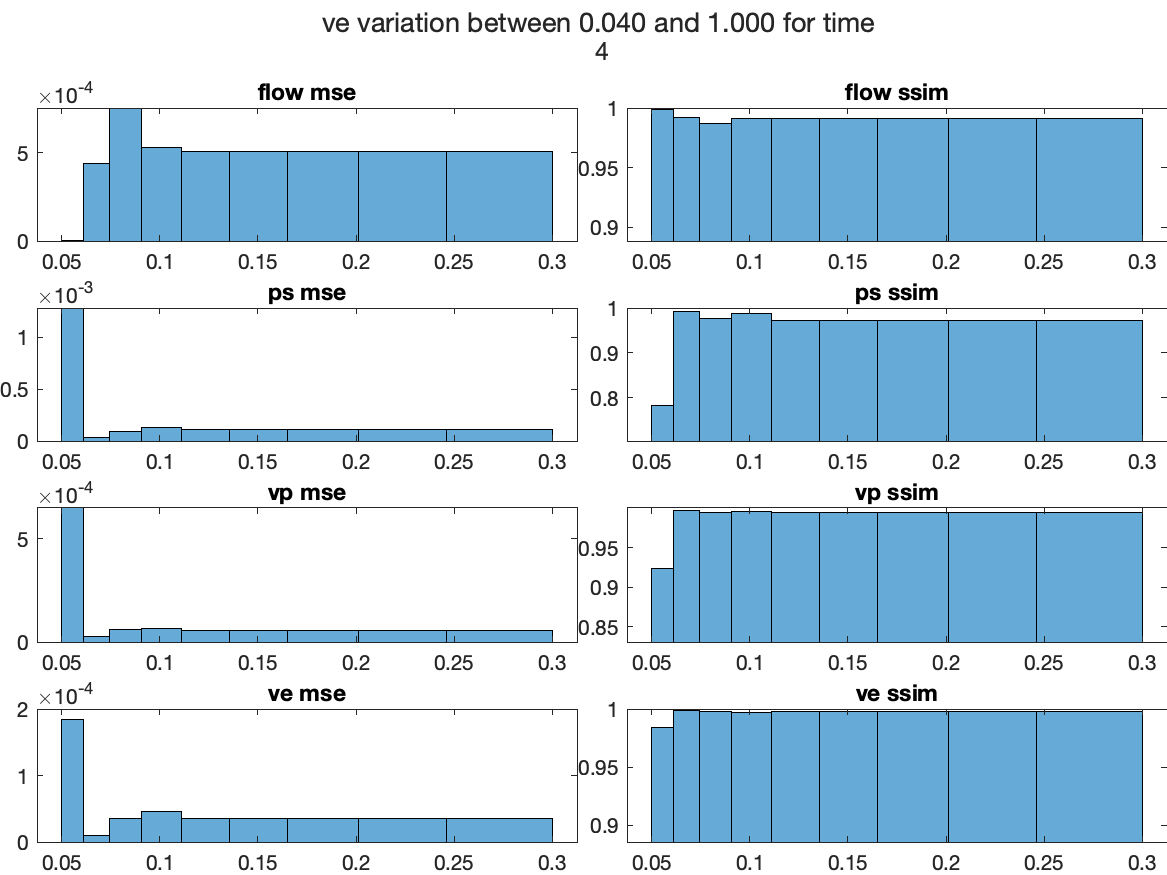 ve variation between 0.040 and 1.000 for time
4
×10⁻⁴
flow mse
5
0
0.05 0.1 0.15 0.2 0.25 0.3
flow ssim
1
0.95
0.9
0.05 0.1 0.15 0.2 0.25 0.3
×10⁻³
ps mse
1
0.5
0
0.05 0.1 0.15 0.2 0.25 0.3
ps ssim
1
0.9
0.8
0.05 0.1 0.15 0.2 0.25 0.3
×10⁻⁴
vp mse
5
0
0.05 0.1 0.15 0.2 0.25 0.3
vp ssim
0.95
0.9
0.85
0.05 0.1 0.15 0.2 0.25 0.3
×10⁻⁴
ve mse
2
1
0
0.05 0.1 0.15 0.2 0.25 0.3
ve ssim
1
0.95
0.9
0.05 0.1 0.15 0.2 0.25 0.3